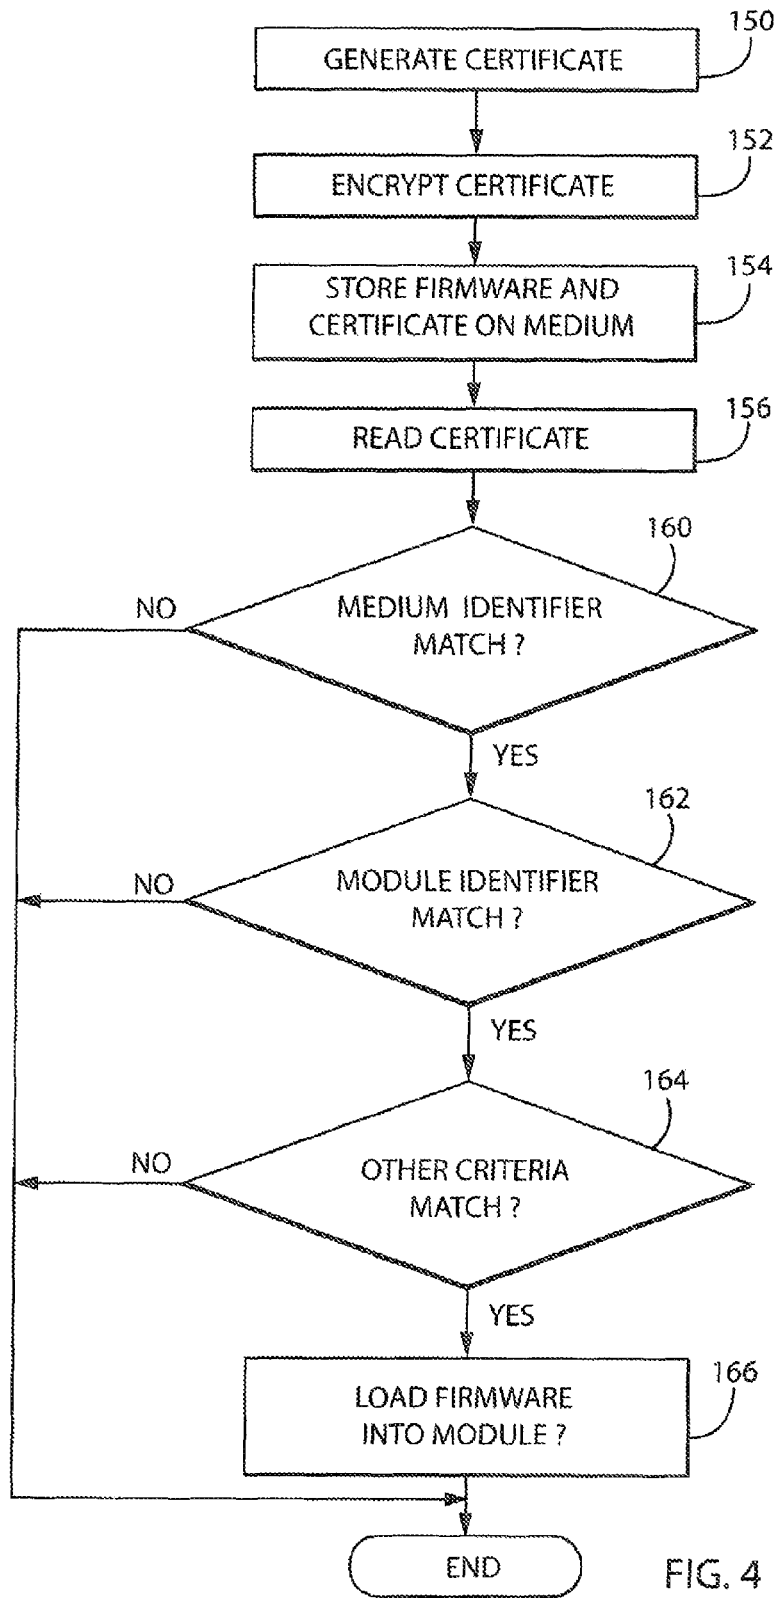 150
GENERATE CERTIFICATE
152
ENCRYPT CERTIFICATE
154
STORE FIRMWARE AND
CERTIFICATE ON MEDIUM
156
READ CERTIFICATE
160
NO
MEDIUM IDENTIFIER
MATCH ?
YES
162
NO
MODULE IDENTIFIER
MATCH ?
YES
164
NO
OTHER CRITERIA
MATCH ?
YES
166
LOAD FIRMWARE
INTO MODULE ?
END
FIG. 4